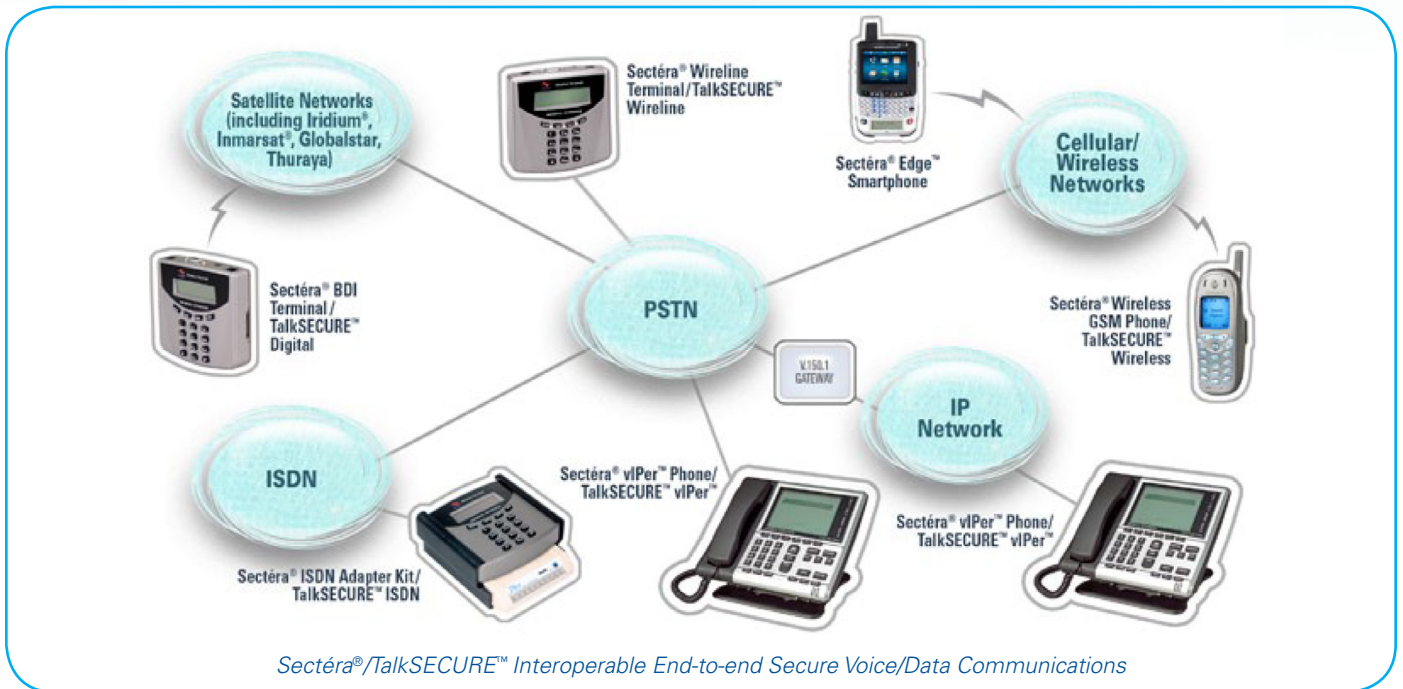 Satellite Networks
(including Iridium®,
Inmarsat®, Globalstar,
Thuraya)
Sectéra® Wireline
Terminal/TalkSECURE™
Wireline
Sectéra® Edge™
Smartphone
Cellular/
Wireless
Networks
Sectéra® BDI
Terminal/
TalkSECURE™
Digital
PSTN
Sectéra® Wireless
GSM Phone/
TalkSECURE™
Wireless
V.150.1
GATEWAY
IP
Network
ISDN
Sectéra® vIPer™ Phone/
TalkSECURE™ vIPer™
Sectéra® vIPer™ Phone/
TalkSECURE™ vIPer™
Sectéra® ISDN Adapter Kit/
TalkSECURE™ ISDN
Sectéra®/TalkSECURE™ Interoperable End-to-end Secure Voice/Data Communications